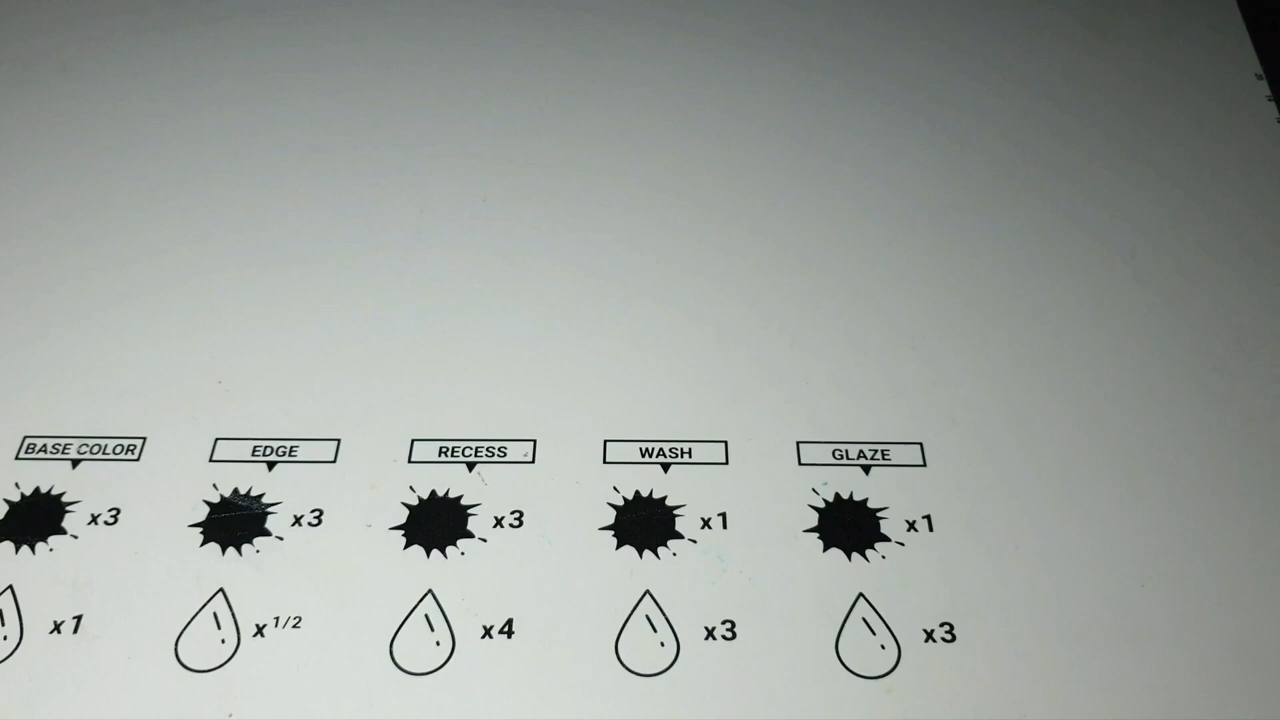 BASE COLOR EDGE RECESS WASH GLAZE
x3 x3 x3 x1 x1
x1 x1/2 x4 x3 x3